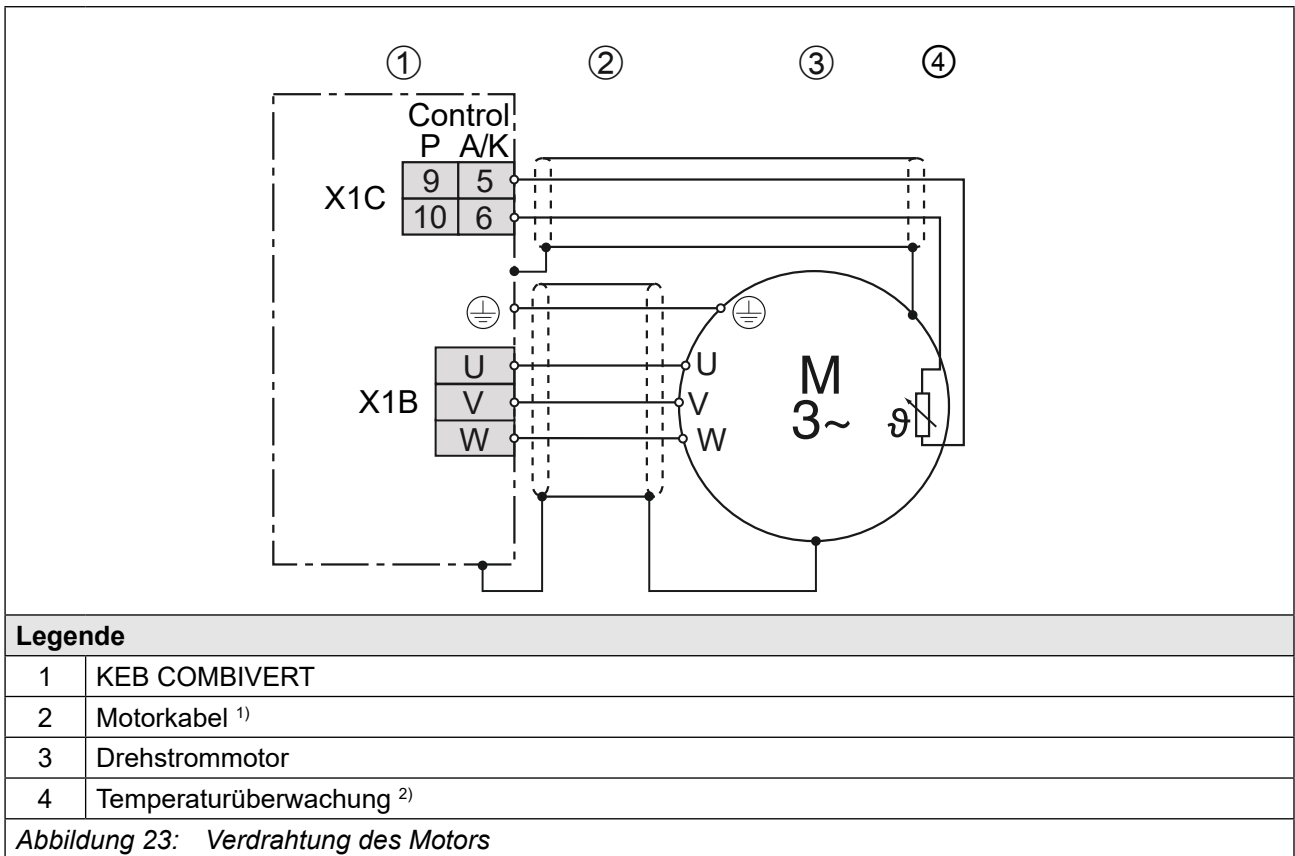 ① ② ③ ④
Control
P A/K
X1C
9 5
10 6
X1B
U
V
W
U
V
W
M
3~
ϑ
Legende
1 KEB COMBIVERT
2 Motorkabel 1)
3 Drehstrommotor
4 Temperaturüberwachung 2)
Abbildung 23: Verdrahtung des Motors